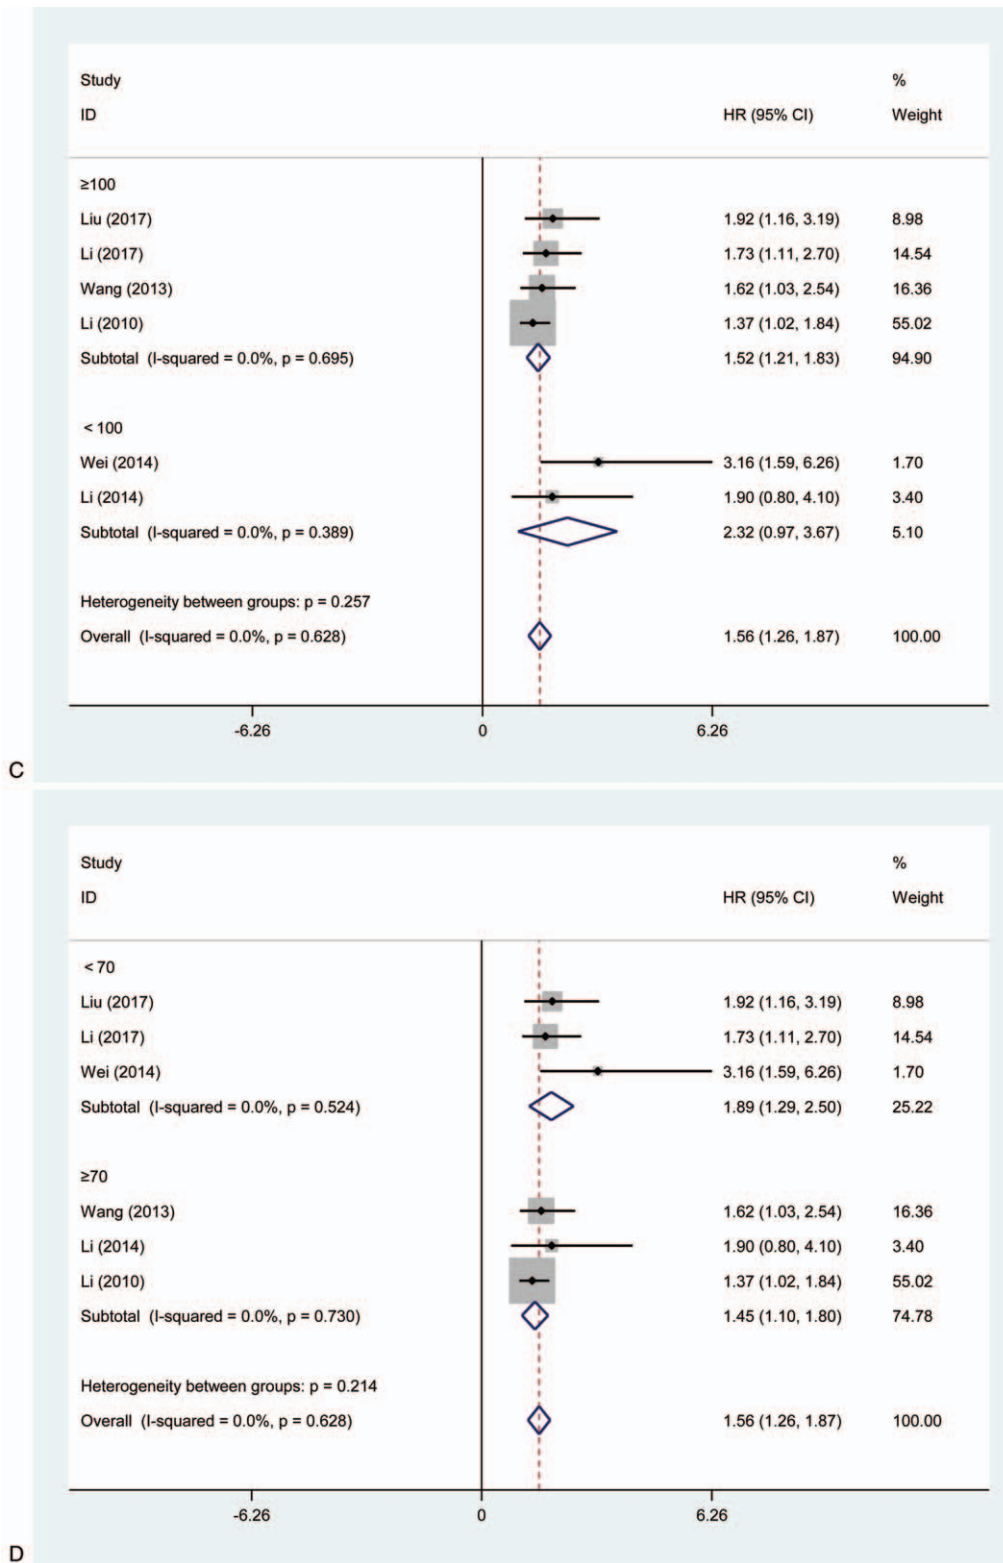 Study %
ID HR (95% CI) Weight
≥100
Liu (2017) 1.92 (1.16, 3.19) 8.98
Li (2017) 1.73 (1.11, 2.70) 14.54
Wang (2013) 1.62 (1.03, 2.54) 16.36
Li (2010) 1.37 (1.02, 1.84) 55.02
Subtotal (I-squared = 0.0%, p = 0.695) 1.52 (1.21, 1.83) 94.90
< 100
Wei (2014) 3.16 (1.59, 6.26) 1.70
Li (2014) 1.90 (0.80, 4.10) 3.40
Subtotal (I-squared = 0.0%, p = 0.389) 2.32 (0.97, 3.67) 5.10
Heterogeneity between groups: p = 0.257
Overall (I-squared = 0.0%, p = 0.628) 1.56 (1.26, 1.87) 100.00
-6.26 0 6.26
C
Study %
ID HR (95% CI) Weight
< 70
Liu (2017) 1.92 (1.16, 3.19) 8.98
Li (2017) 1.73 (1.11, 2.70) 14.54
Wei (2014) 3.16 (1.59, 6.26) 1.70
Subtotal (I-squared = 0.0%, p = 0.524) 1.89 (1.29, 2.50) 25.22
≥70
Wang (2013) 1.62 (1.03, 2.54) 16.36
Li (2014) 1.90 (0.80, 4.10) 3.40
Li (2010) 1.37 (1.02, 1.84) 55.02
Subtotal (I-squared = 0.0%, p = 0.730) 1.45 (1.10, 1.80) 74.78
Heterogeneity between groups: p = 0.214
Overall (I-squared = 0.0%, p = 0.628) 1.56 (1.26, 1.87) 100.00
-6.26 0 6.26
D